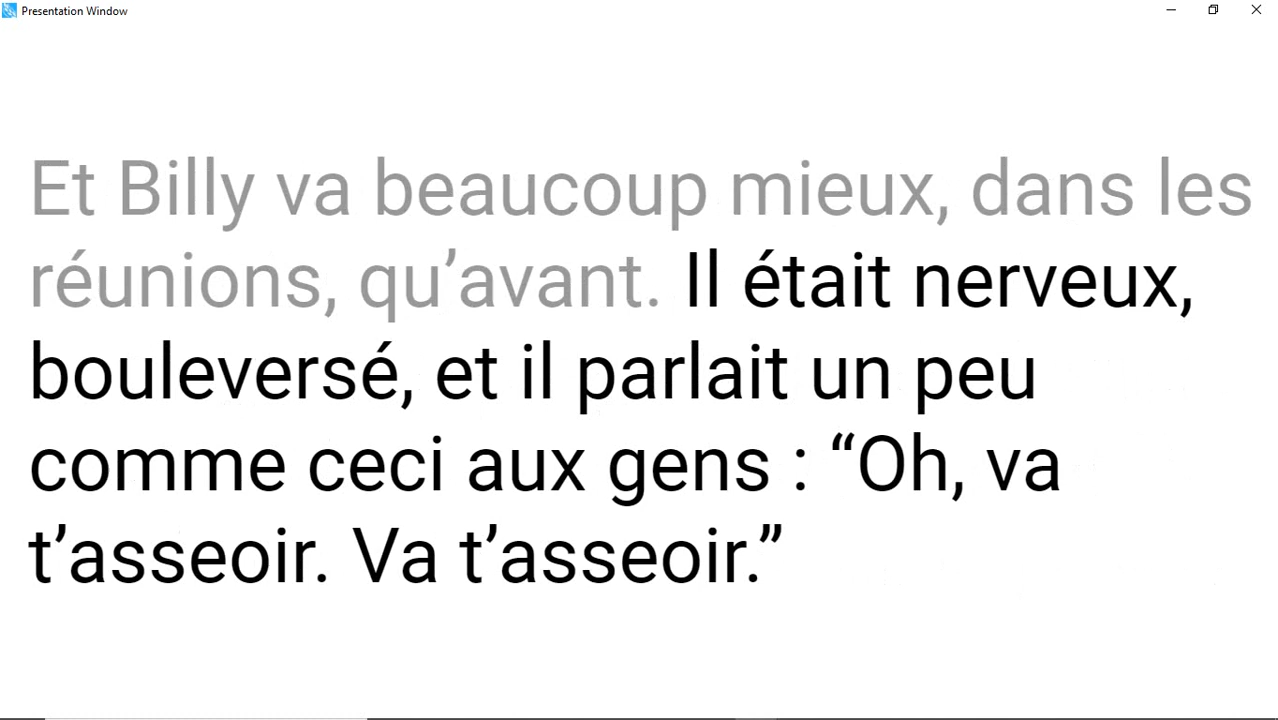 Presentation Window
Et Billy va beaucoup mieux, dans les
réunions, qu’avant. Il était nerveux,
bouleversé, et il parlait un peu
comme ceci aux gens : “Oh, va
t’asseoir. Va t’asseoir.”